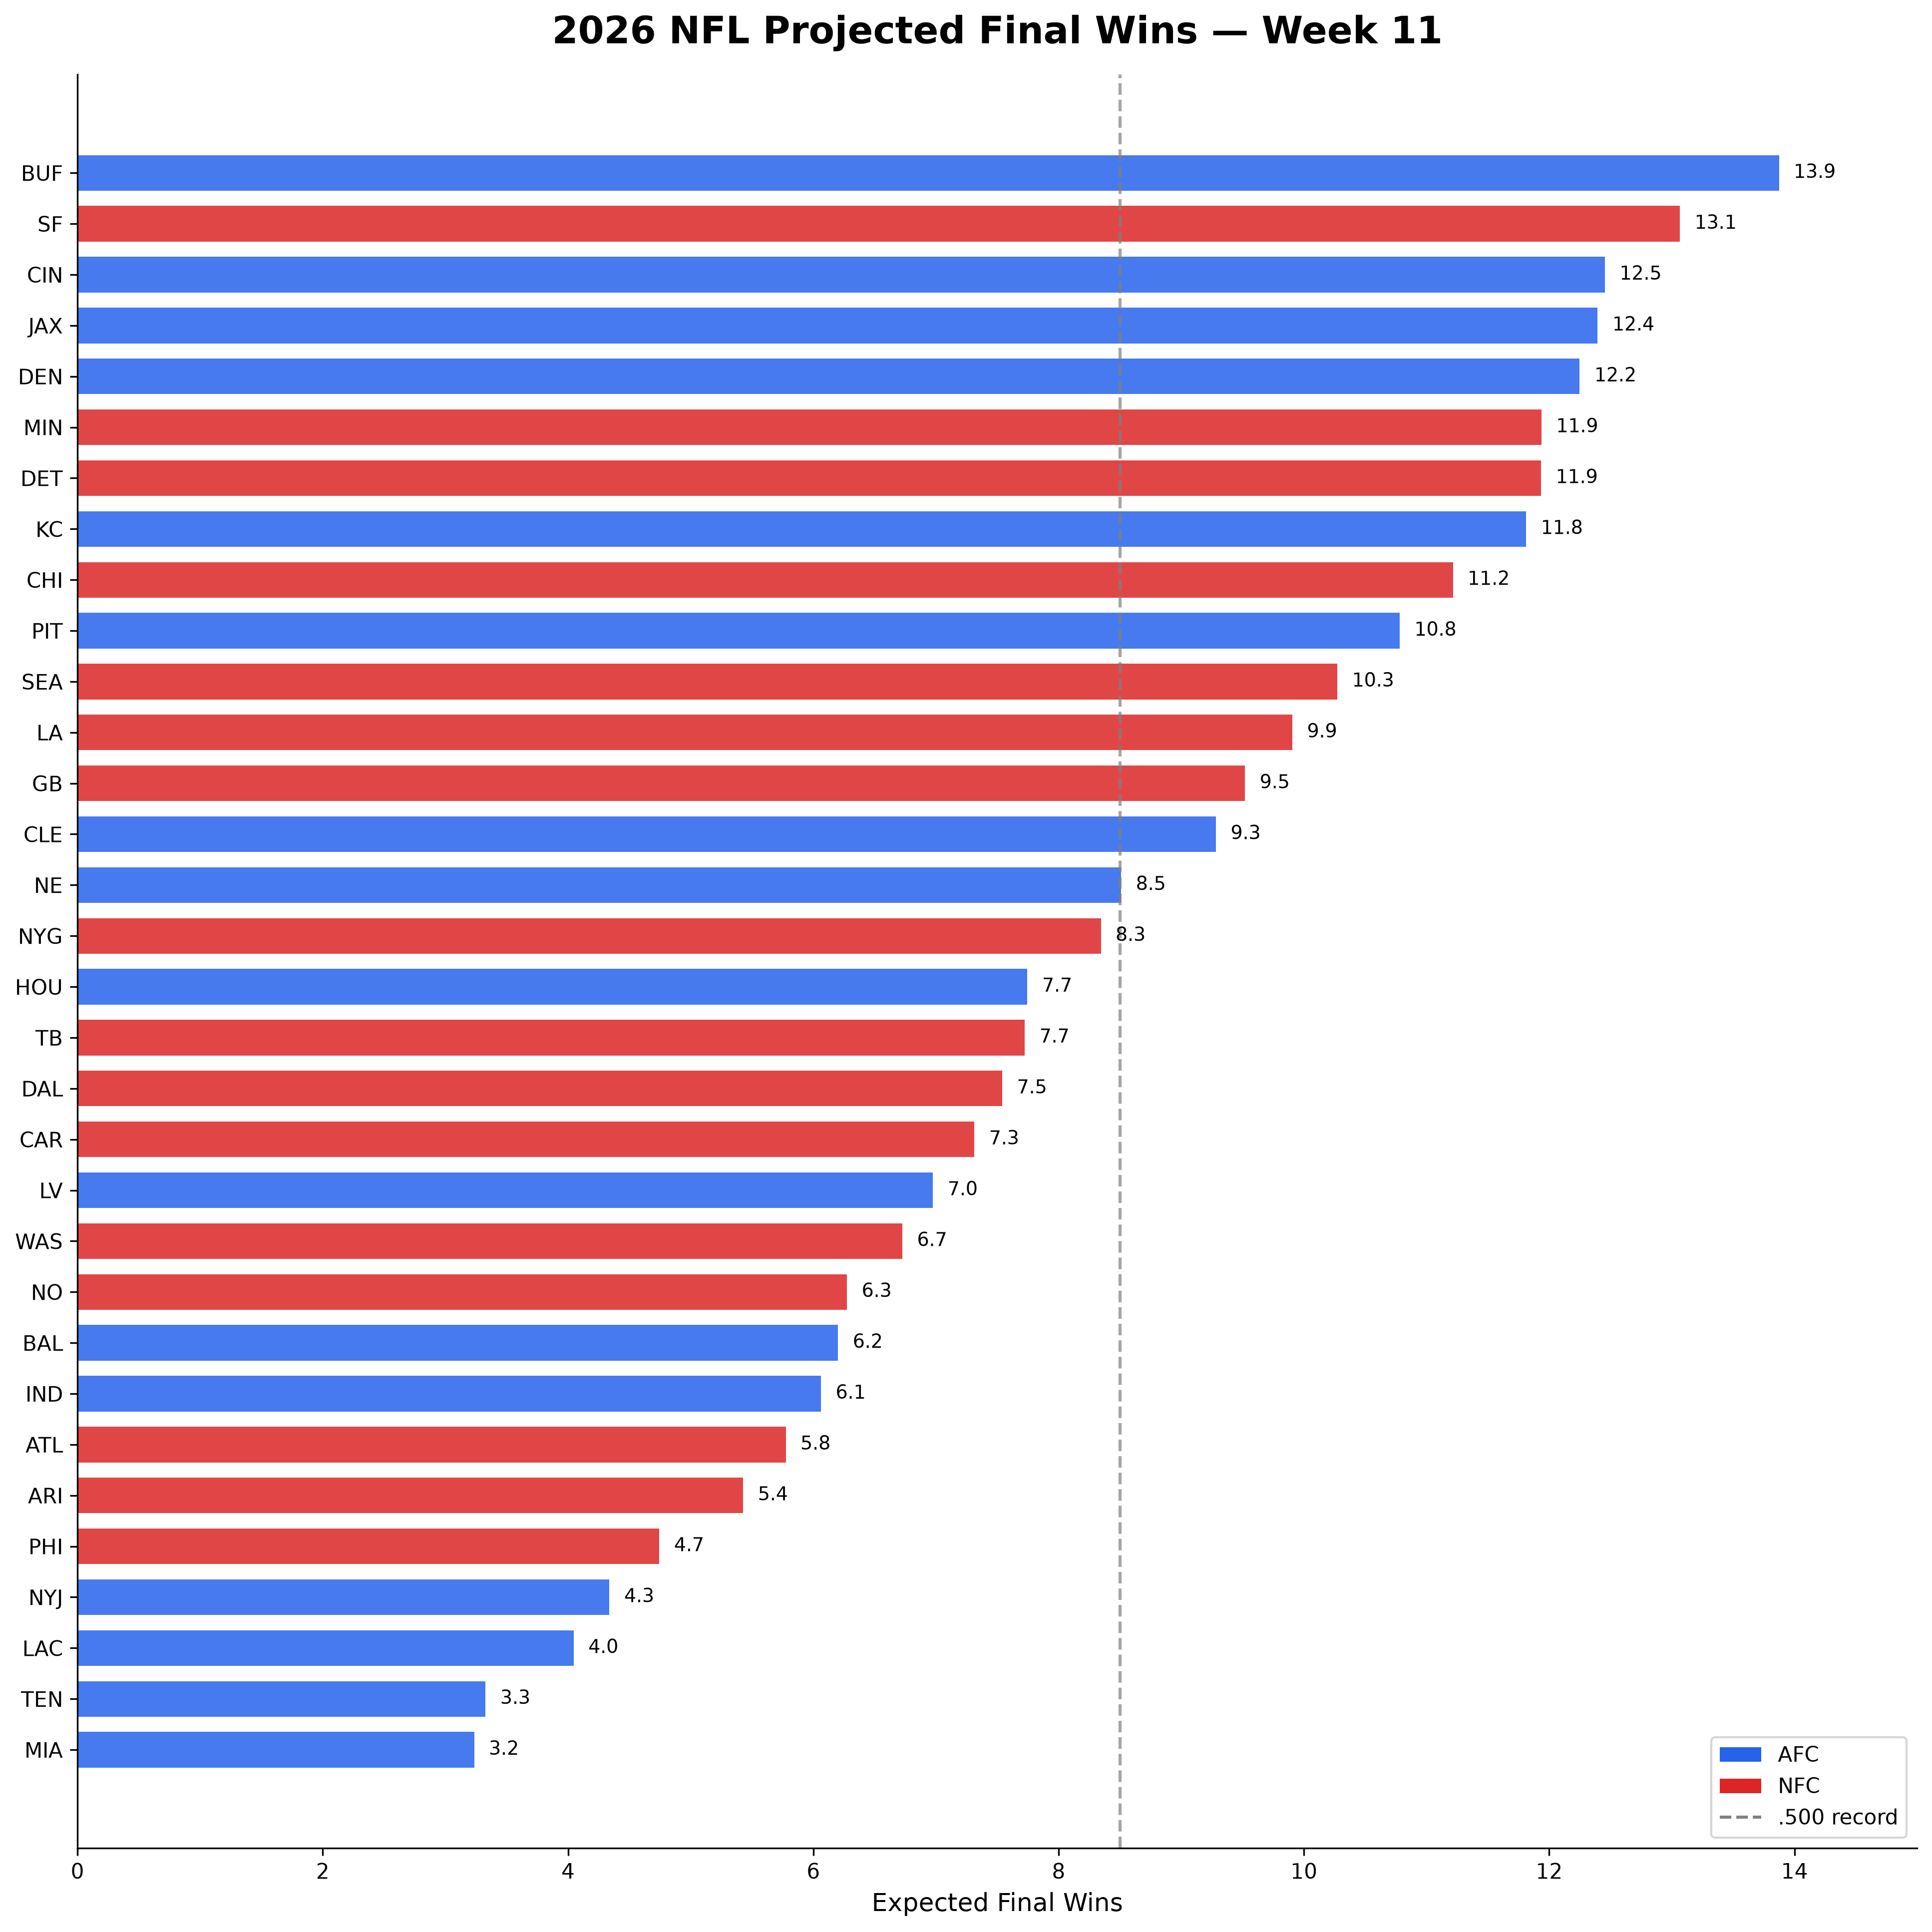 2026 NFL Projected Final Wins — Week 11
BUF 13.9
SF 13.1
CIN 12.5
JAX 12.4
DEN 12.2
MIN 11.9
DET 11.9
KC 11.8
CHI 11.2
PIT 10.8
SEA 10.3
LA 9.9
GB 9.5
CLE 9.3
NE 8.5
NYG 8.3
HOU 7.7
TB 7.7
DAL 7.5
CAR 7.3
LV 7.0
WAS 6.7
NO 6.3
BAL 6.2
IND 6.1
ATL 5.8
ARI 5.4
PHI 4.7
NYJ 4.3
LAC 4.0
TEN 3.3
MIA 3.2
AFC
NFC
.500 record
0 2 4 6 8 10 12 14
Expected Final Wins